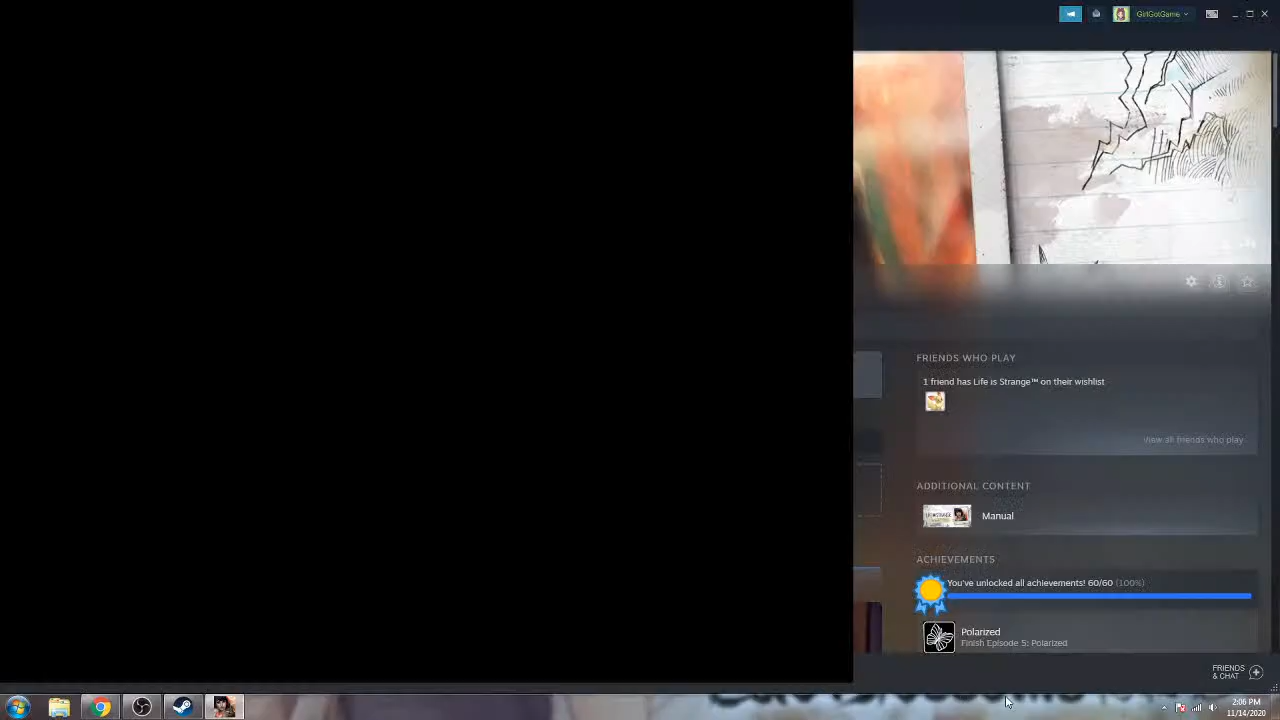 GirlGotGame
FRIENDS WHO PLAY
1 friend has Life is Strange™ on their wishlist
View all friends who play
ADDITIONAL CONTENT
Manual
ACHIEVEMENTS
You've unlocked all achievements! 60/60 (100%)
Polarized
Finish Episode 5: Polarized
FRIENDS
& CHAT
2:06 PM
11/14/2020